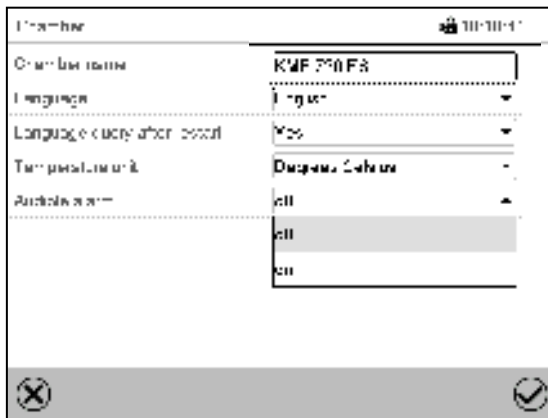 Chamber
Chamber name
Language English
Language query after restart Yes
Temperature unit Degrees Celsius
Audible alarm off
off
on